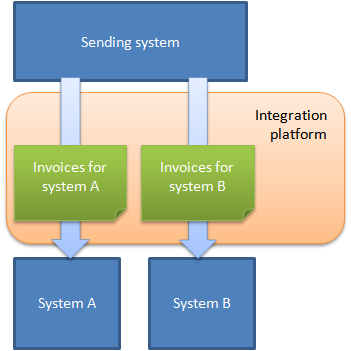 Sending system
Integration
platform
Invoices for
system A
Invoices for
system B
System A
System B